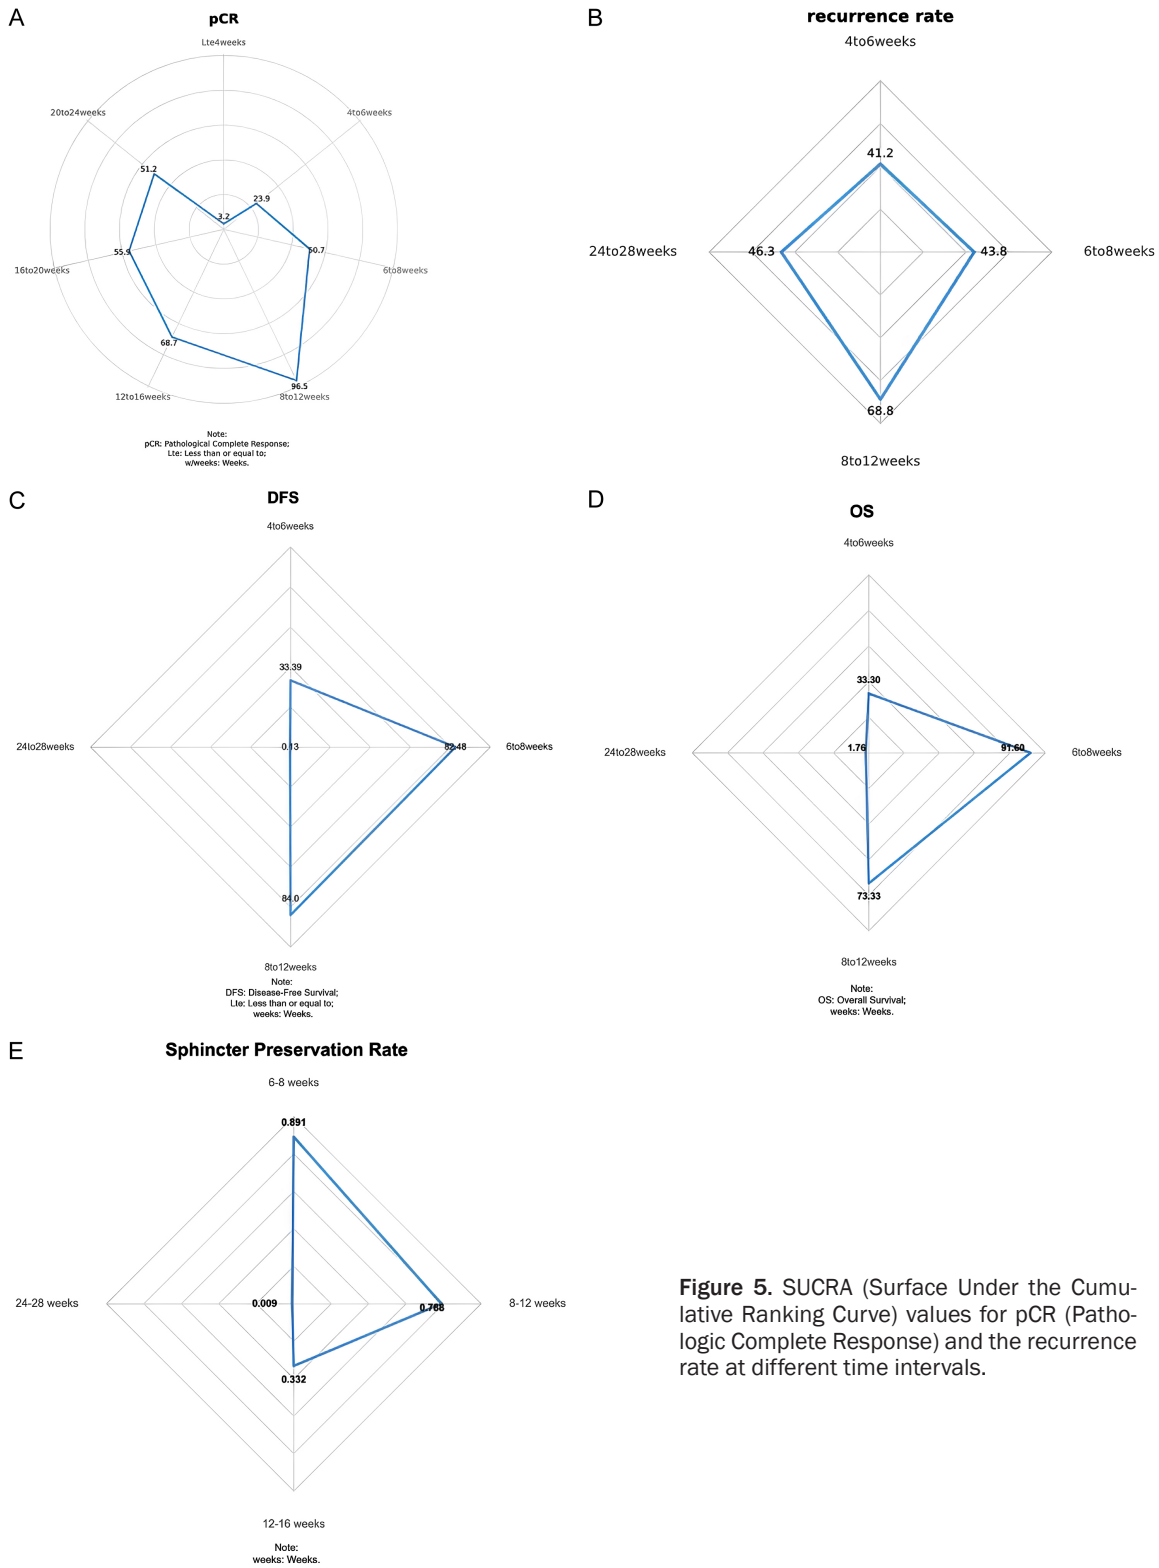 A
pCR
Lte4weeks
20to24weeks
4to6weeks
51.2
23.9
3.2
55.9
50.7
16to20weeks
6to8weeks
68.7
96.5
12to16weeks
8to12weeks
Note:
pCR: Pathological Complete Response;
Lte: Less than or equal to;
w/weeks: Weeks.
B
recurrence rate
4to6weeks
41.2
24to28weeks
46.3
43.8
6to8weeks
68.8
8to12weeks
C
DFS
4to6weeks
33.39
24to28weeks
0.13
82.48
6to8weeks
84.0
8to12weeks
Note:
DFS: Disease-Free Survival;
Lte: Less than or equal to;
weeks: Weeks.
D
OS
4to6weeks
33.30
24to28weeks
1.76
91.60
6to8weeks
73.33
8to12weeks
Note:
OS: Overall Survival;
weeks: Weeks.
E
Sphincter Preservation Rate
6-8 weeks
0.891
24-28 weeks
0.009
0.768
8-12 weeks
0.332
12-16 weeks
Note:
weeks: Weeks.
Figure 5. SUCRA (Surface Under the Cumu-
lative Ranking Curve) values for pCR (Patho-
logic Complete Response) and the recurrence
rate at different time intervals.